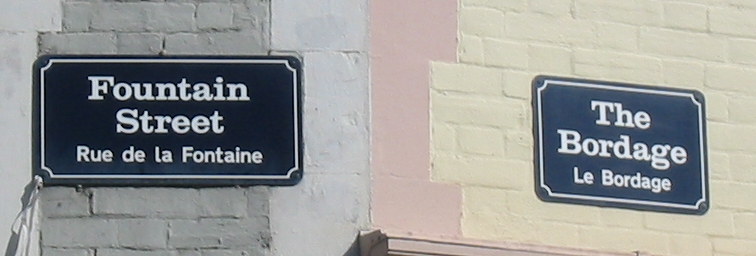 Fountain
Street
Rue de la Fontaine
The
Bordage
Le Bordage